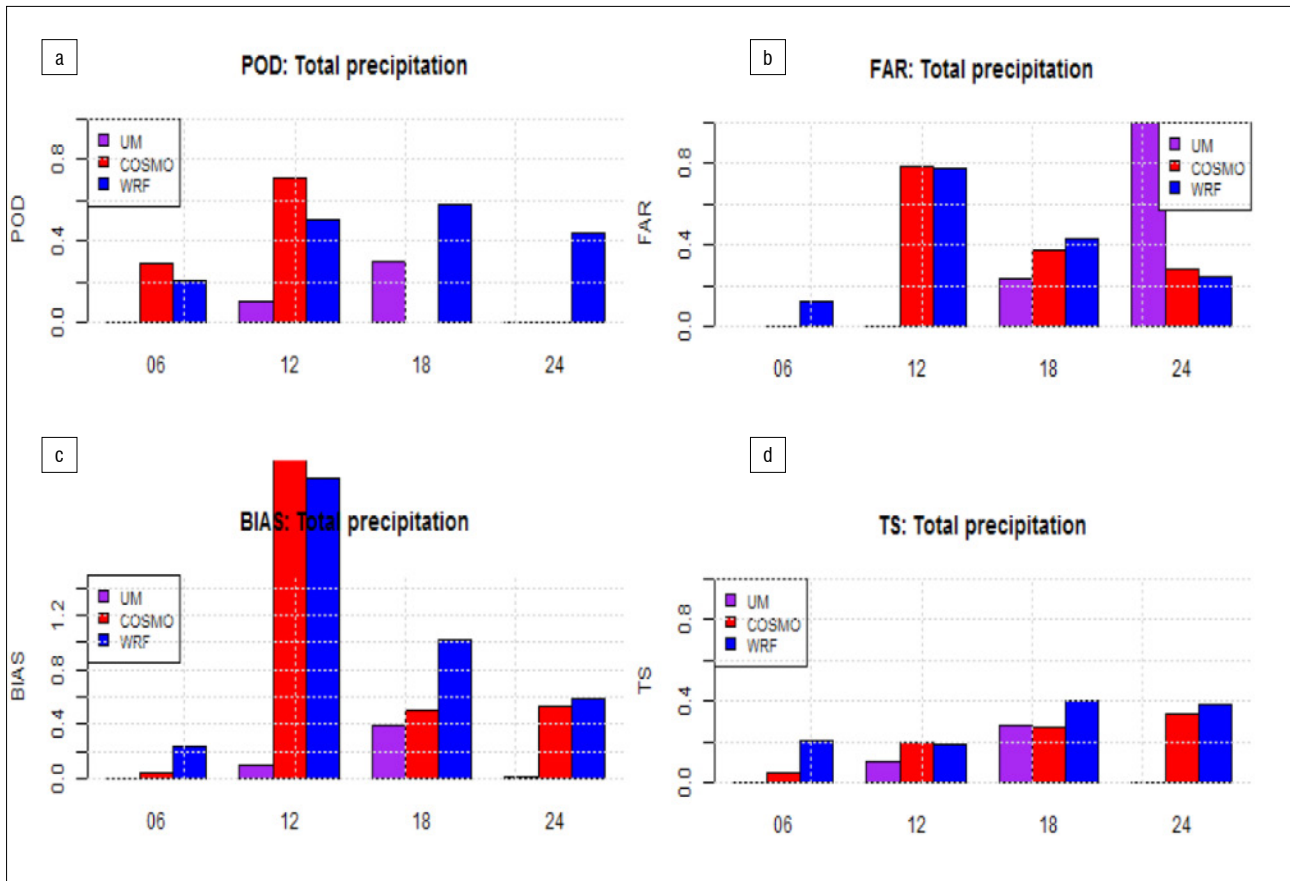 a
POD: Total precipitation
UM
COSMO
WRF
POD
0.0 0.4 0.8
06 12 18 24
b
FAR: Total precipitation
UM
COSMO
WRF
FAR
0.0 0.4 0.8
06 12 18 24
c
BIAS: Total precipitation
UM
COSMO
WRF
BIAS
0.0 0.4 0.8 1.2
06 12 18 24
d
TS: Total precipitation
UM
COSMO
WRF
TS
0.0 0.4 0.8
06 12 18 24